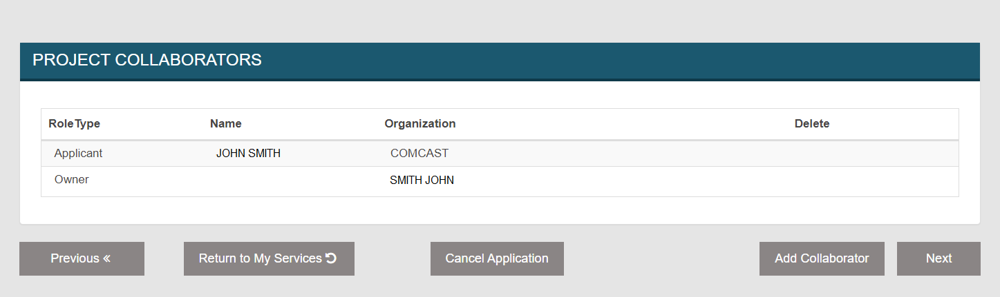 PROJECT COLLABORATORS
RoleType Name Organization Delete
Applicant JOHN SMITH COMCAST
Owner SMITH JOHN
Previous « Return to My Services Cancel Application Add Collaborator Next